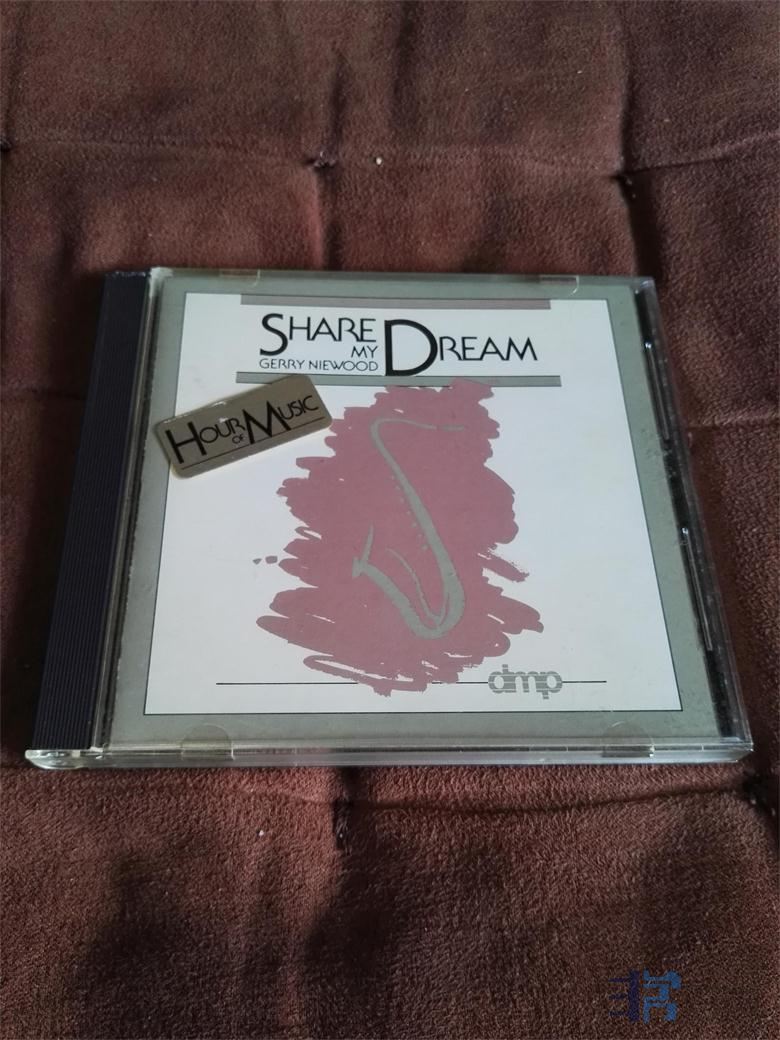 SHARE
MY DREAM
GERRY NIEWOOD
HOUR OF MUSIC
dmp